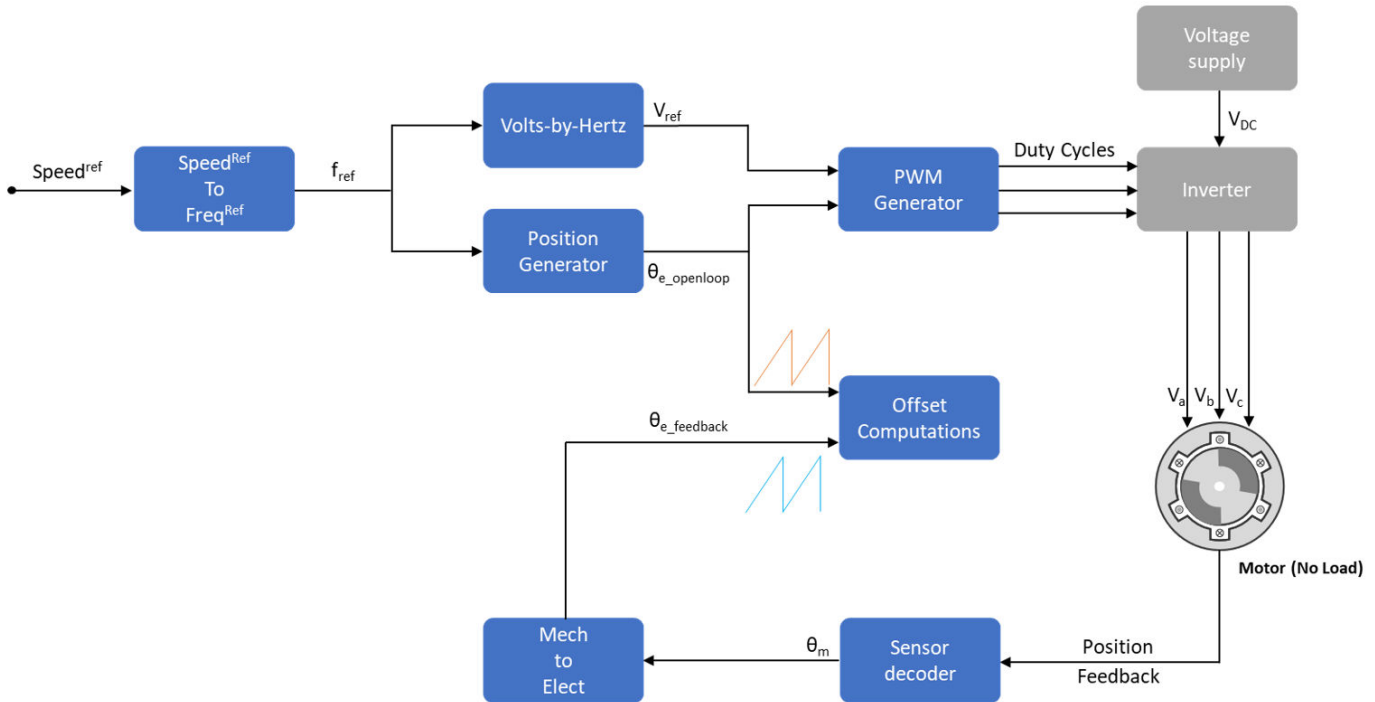 Voltage
supply
V_DC
Volts-by-Hertz
V_ref
Speed^ref
Speed^Ref
To
Freq^Ref
f_ref
Position
Generator
θ_e_openloop
PWM
Generator
Duty Cycles
Inverter
V_a V_b V_c
Offset
Computations
θ_e_feedback
Motor (No Load)
Mech
to
Elect
θ_m
Sensor
decoder
Position
Feedback